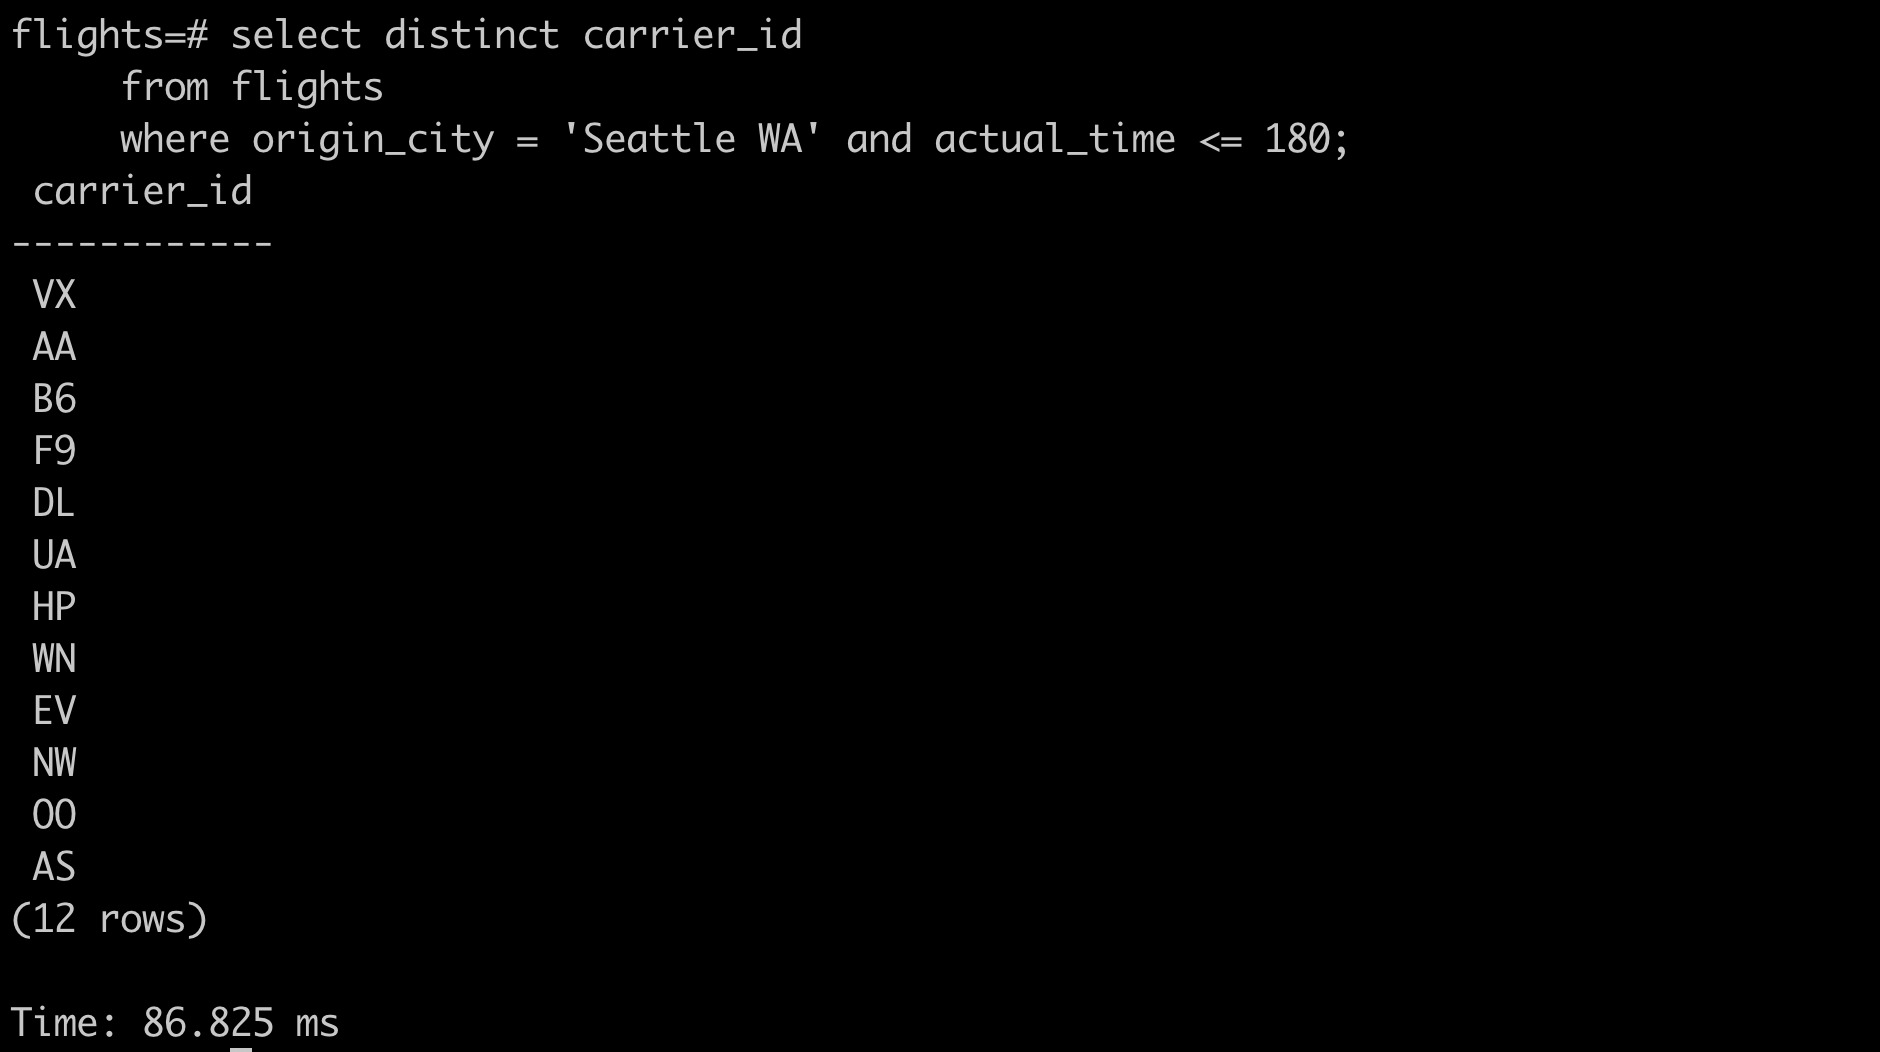 flights=# select distinct carrier_id
     from flights
     where origin_city = 'Seattle WA' and actual_time <= 180;
 carrier_id
------------
 VX
 AA
 B6
 F9
 DL
 UA
 HP
 WN
 EV
 NW
 OO
 AS
(12 rows)

Time: 86.825 ms